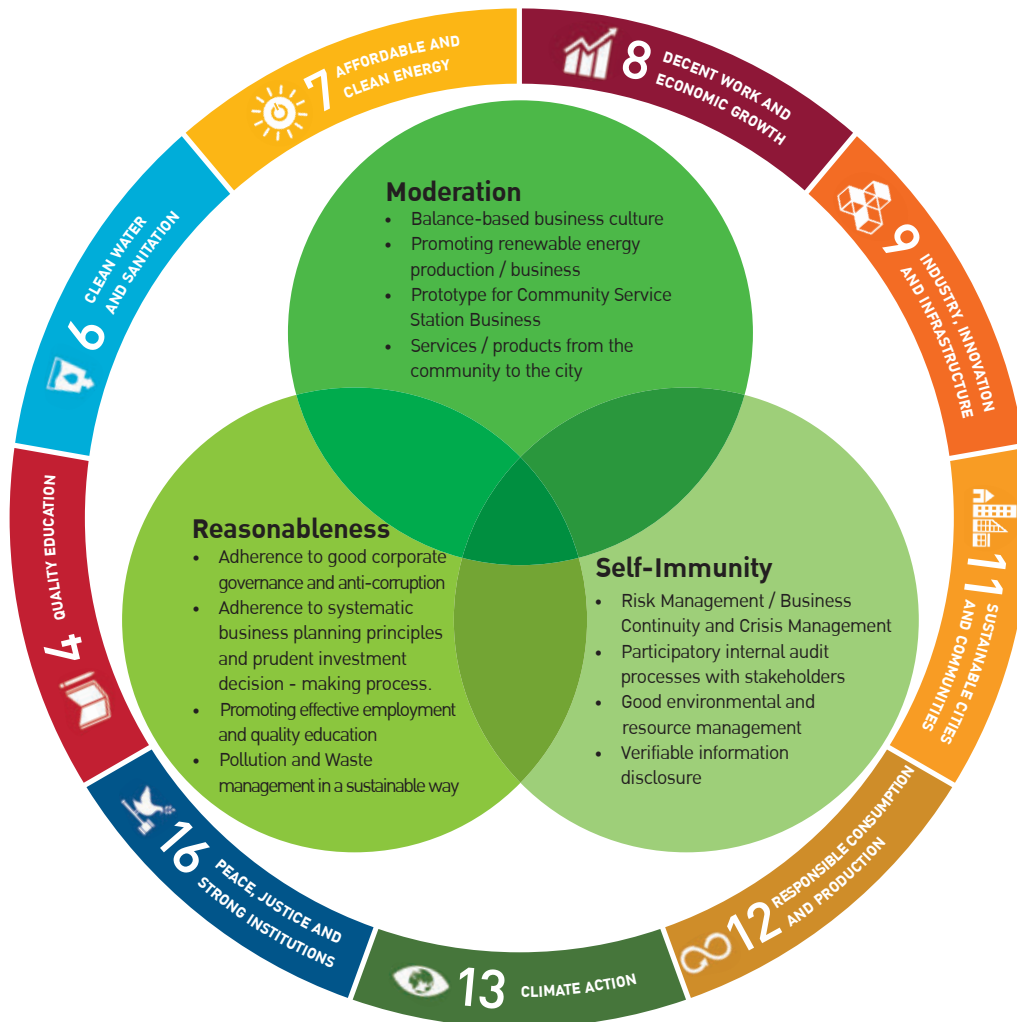 7 AFFORDABLE AND
CLEAN ENERGY
8 DECENT WORK AND
ECONOMIC GROWTH
9 INDUSTRY, INNOVATION
AND INFRASTRUCTURE
11 SUSTAINABLE CITIES
AND COMMUNITIES
12 RESPONSIBLE CONSUMPTION
AND PRODUCTION
13 CLIMATE ACTION
16 PEACE, JUSTICE AND
STRONG INSTITUTIONS
4 QUALITY EDUCATION
6 CLEAN WATER
AND SANITATION
Moderation
• Balance-based business culture
• Promoting renewable energy
production / business
• Prototype for Community Service
Station Business
• Services / products from the
community to the city
Reasonableness
• Adherence to good corporate
governance and anti-corruption
• Adherence to systematic
business planning principles
and prudent investment
decision - making process.
• Promoting effective employment
and quality education
• Pollution and Waste
management in a sustainable way
Self-Immunity
• Risk Management / Business
Continuity and Crisis Management
• Participatory internal audit
processes with stakeholders
• Good environmental and
resource management
• Verifiable information
disclosure